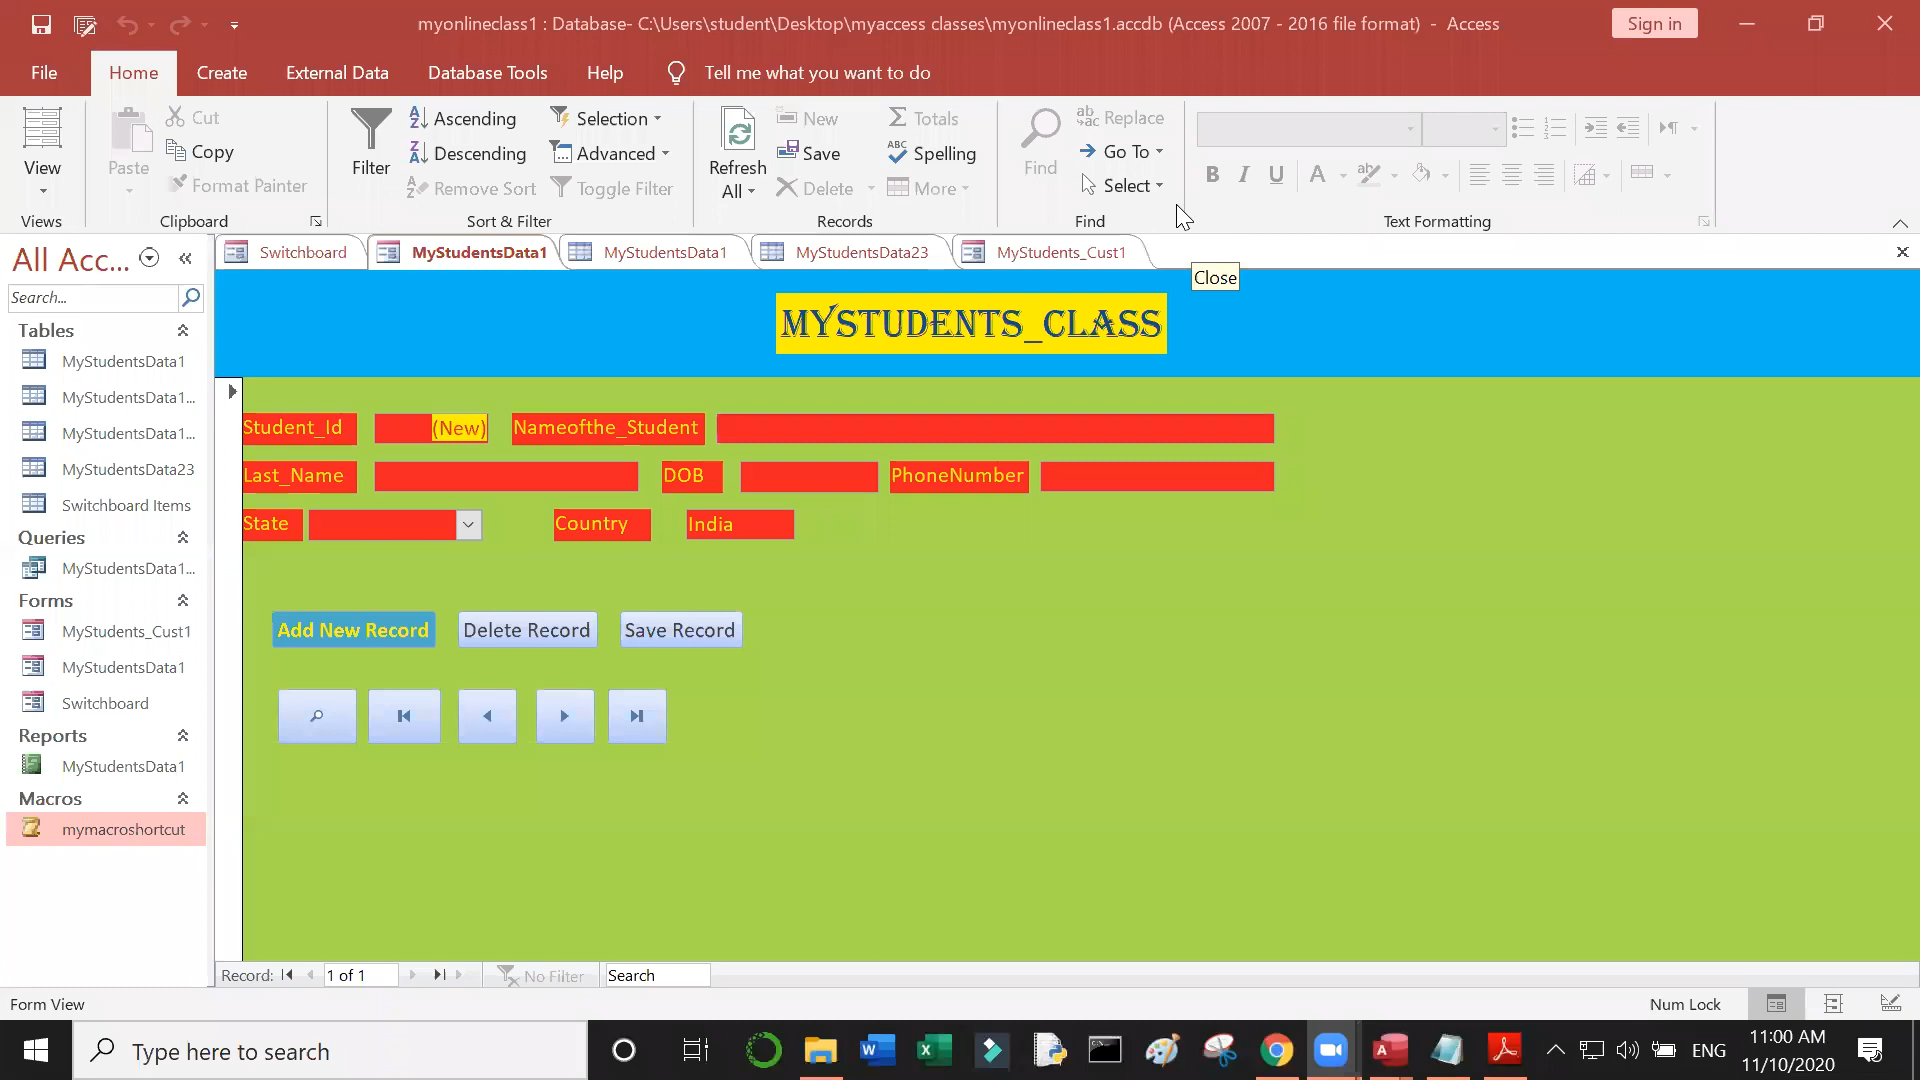 myonlineclass1 : Database- C:\Users\student\Desktop\myaccess classes\myonlineclass1.accdb (Access 2007 - 2016 file format) - Access
Sign in
File
Home
Create
External Data
Database Tools
Help
Tell me what you want to do
View
Views
Paste
Cut
Copy
Format Painter
Clipboard
Filter
Ascending
Descending
Remove Sort
Selection
Advanced
Toggle Filter
Sort & Filter
Refresh
All
New
Save
Delete
Totals
Spelling
More
Records
Find
Replace
Go To
Select
Find
B I U A
Text Formatting
All Acc...
Search...
Tables
MyStudentsData1
MyStudentsData1...
MyStudentsData1...
MyStudentsData23
Switchboard Items
Queries
MyStudentsData1...
Forms
MyStudents_Cust1
MyStudentsData1
Switchboard
Reports
MyStudentsData1
Macros
mymacroshortcut
Switchboard
MyStudentsData1
MyStudentsData1
MyStudentsData23
MyStudents_Cust1
Close
MYSTUDENTS_CLASS
Student_Id (New) Nameofthe_Student
Last_Name DOB PhoneNumber
State Country India
Add New Record Delete Record Save Record
Record: 1 of 1 No Filter Search
Form View
Num Lock
Type here to search
ENG
11:00 AM
11/10/2020